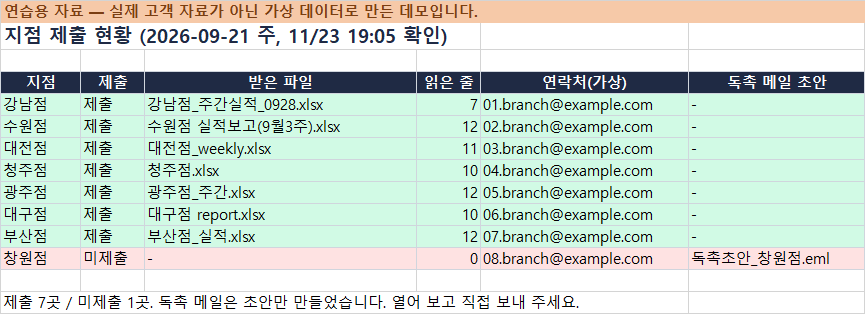 연습용 자료 — 실제 고객 자료가 아닌 가상 데이터로 만든 데모입니다.
지점 제출 현황 (2026-09-21 주, 11/23 19:05 확인)
지점 제출 받은 파일 읽은 줄 연락처(가상) 독촉 메일 초안
강남점 제출 강남점_주간실적_0928.xlsx 7 01.branch@example.com -
수원점 제출 수원점 실적보고(9월3주).xlsx 12 02.branch@example.com -
대전점 제출 대전점_weekly.xlsx 11 03.branch@example.com -
청주점 제출 청주점.xlsx 10 04.branch@example.com -
광주점 제출 광주점_주간.xlsx 12 05.branch@example.com -
대구점 제출 대구점 report.xlsx 10 06.branch@example.com -
부산점 제출 부산점_실적.xlsx 12 07.branch@example.com -
창원점 미제출 - 0 08.branch@example.com 독촉초안_창원점.eml
제출 7곳 / 미제출 1곳. 독촉 메일은 초안만 만들었습니다. 열어 보고 직접 보내 주세요.